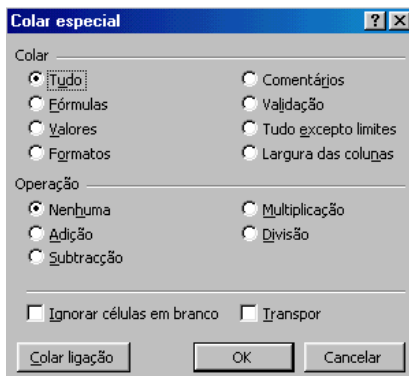 Colar especial
Colar
Tudo
Comentários
Fórmulas
Validação
Valores
Tudo excepto limites
Formatos
Largura das colunas
Operação
Nenhuma
Multiplicação
Adição
Divisão
Subtracção
Ignorar células em branco
Transpor
Colar ligação
OK
Cancelar